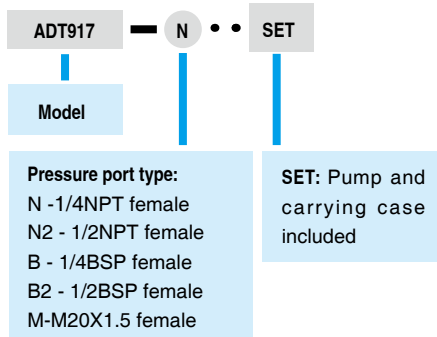 ADT917 — N • • SET
Model
Pressure port type:
N -1/4NPT female
N2 - 1/2NPT female
B - 1/4BSP female
B2 - 1/2BSP female
M-M20X1.5 female
SET: Pump and
carrying case
included